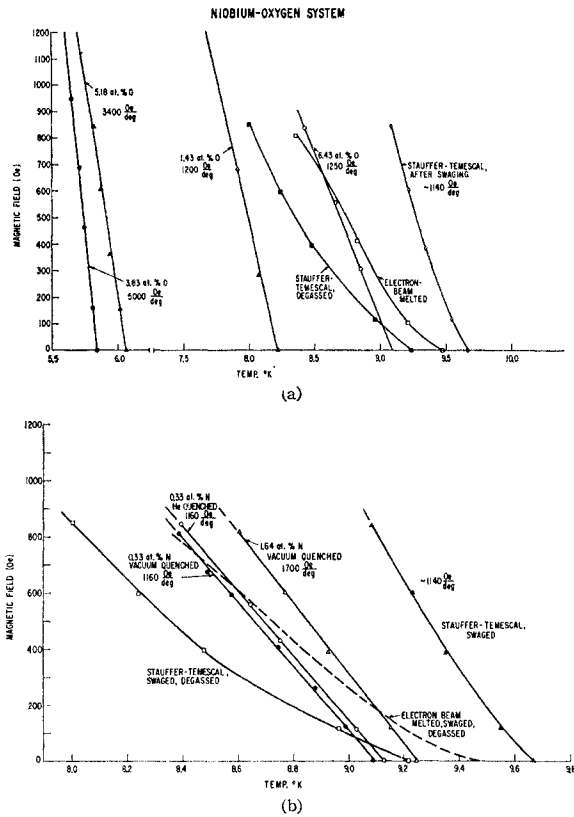 NIOBIUM-OXYGEN SYSTEM
1200
1100
1000
900
800
700
600
500
400
300
200
100
0
MAGNETIC FIELD (Oe)
5.18 at. % O
3400 Oe/deg
3.83 at. % O
5000 Oe/deg
1.43 at. % O
1200 Oe/deg
6.43 at. % O
1250 Oe/deg
STAUFFER-TEMESCAL,
AFTER SWAGING
~1140 Oe/deg
STAUFFER-
TEMESCAL,
DEGASSED
ELECTRON-
BEAM
MELTED
5.5 6.0 7.5 8.0 8.5 9.0 9.5 10.0
TEMP. °K
(a)
1200
1000
800
600
400
200
0
MAGNETIC FIELD (Oe)
0.33 at. % N
He QUENCHED
1160 Oe/deg
0.33 at. % N
VACUUM QUENCHED
1160 Oe/deg
1.64 at. % N
VACUUM QUENCHED
1700 Oe/deg
~1140 Oe/deg
STAUFFER-TEMESCAL,
SWAGED
STAUFFER-TEMESCAL,
SWAGED, DEGASSED
ELECTRON BEAM
MELTED, SWAGED,
DEGASSED
8.0 8.2 8.4 8.6 8.8 9.0 9.2 9.4 9.6 9.8
TEMP. °K
(b)